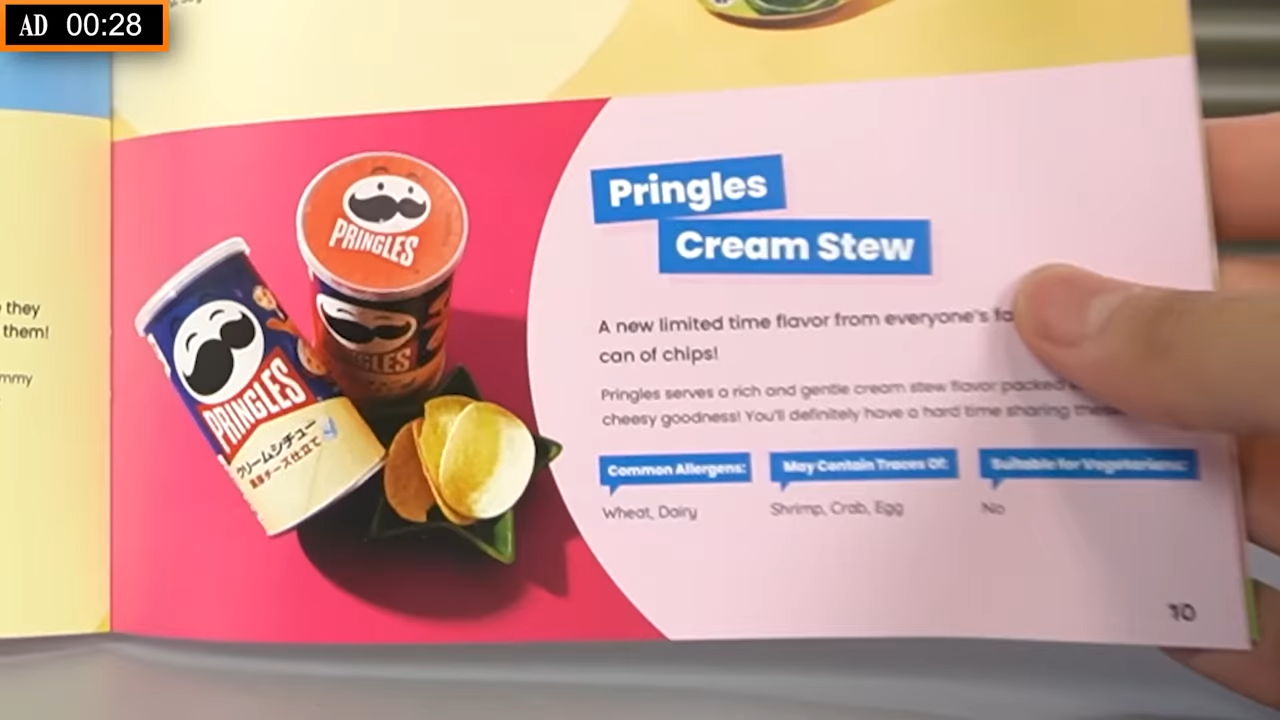 AD 00:28
they
them!
mmy
Pringles
Cream Stew
A new limited time flavor from everyone's
can of chips!
Pringles serves a rich and gentle cream stew flavor packed
cheesy goodness! You'll definitely have a hard time sharing these
Common Allergens:
May Contain Traces Of:
Suitable for Vegetarians:
Wheat, Dairy
Shrimp, Crab, Egg
No
10
PRINGLES
PRINGLES
PRINGLES
クリームシチュー
濃厚チーズ仕立て